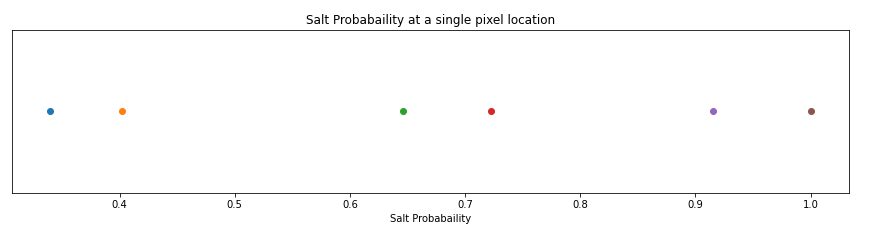 Salt Probabaility at a single pixel location
0.4 0.5 0.6 0.7 0.8 0.9 1.0
Salt Probabaility